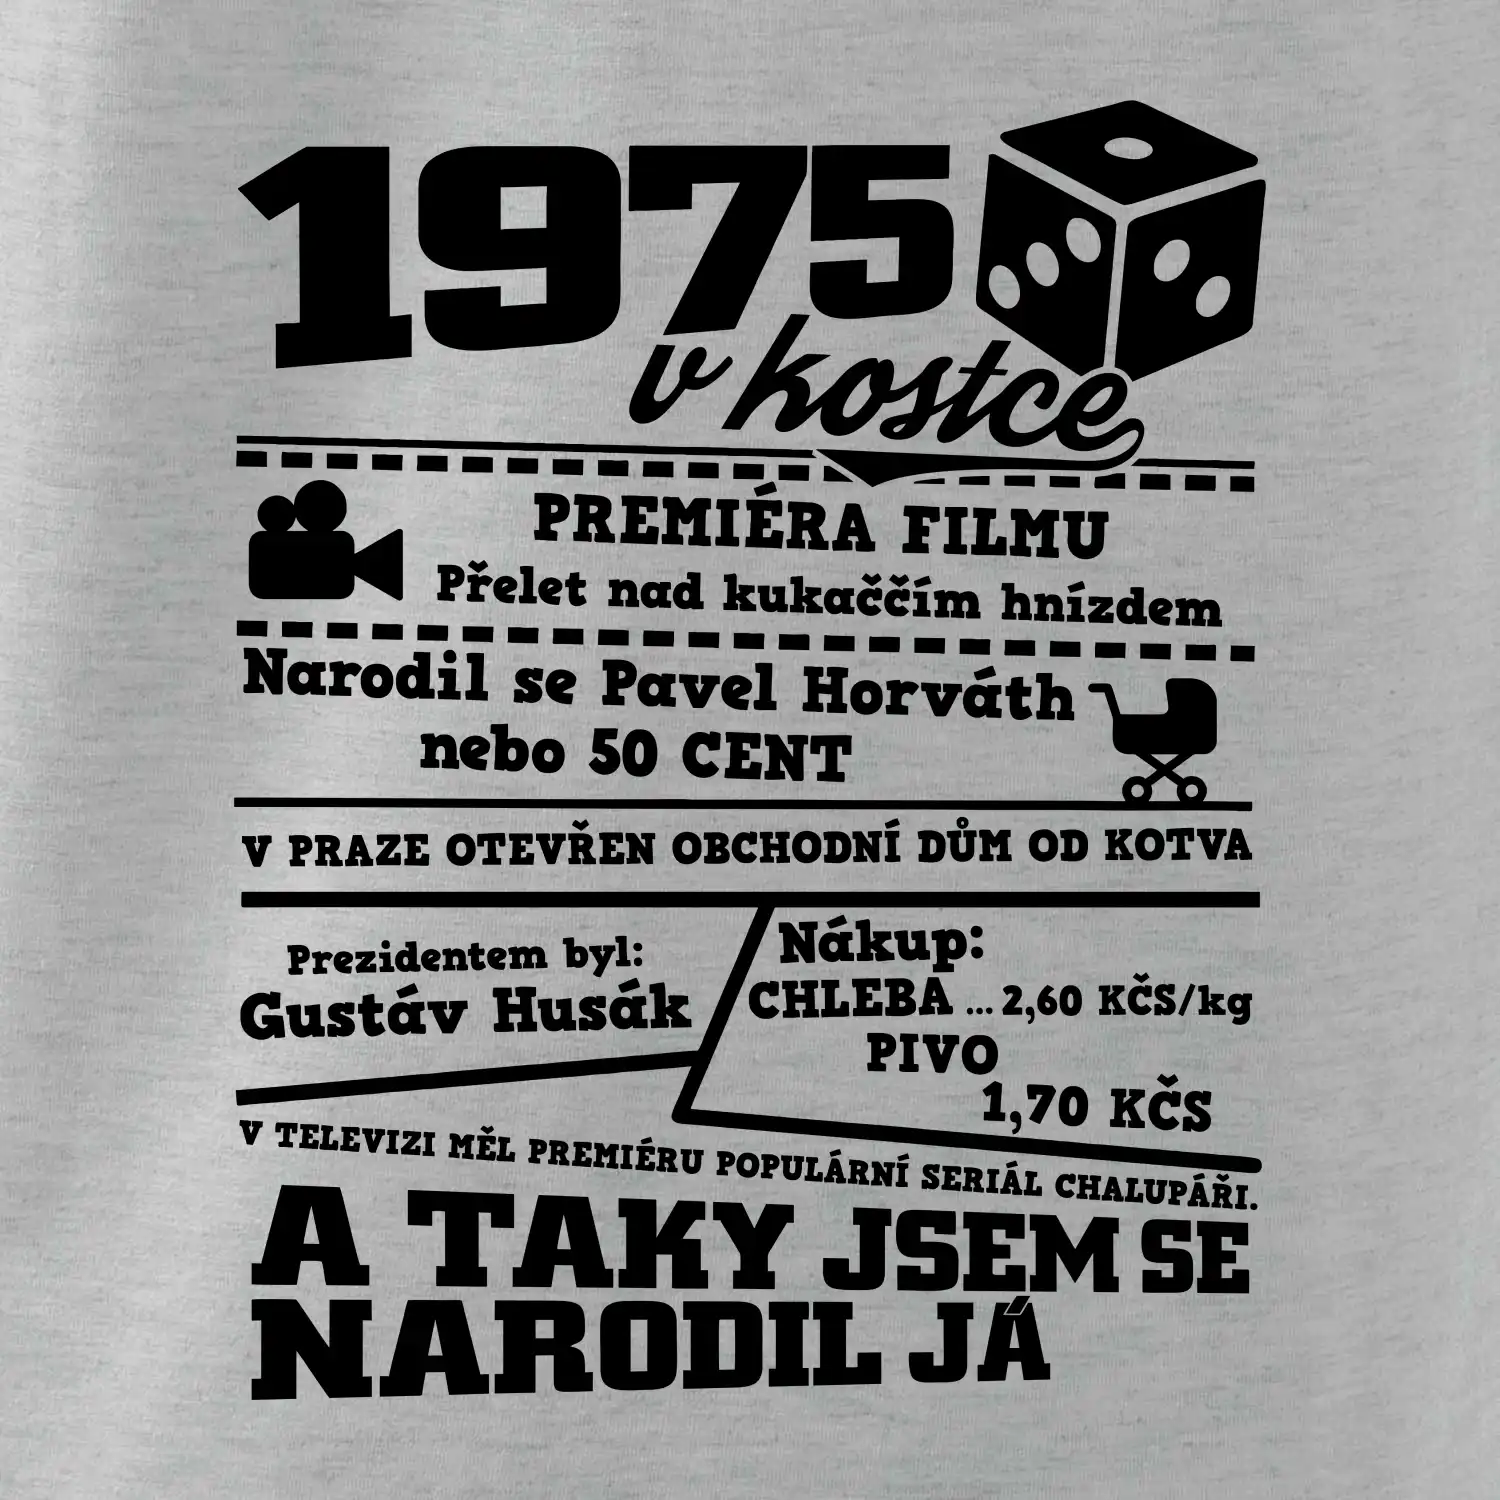 1975
v kostce
PREMIÉRA FILMU
Přelet nad kukaččím hnízdem
Narodil se Pavel Horváth
nebo 50 CENT
V PRAZE OTEVŘEN OBCHODNÍ DŮM OD KOTVA
Prezidentem byl:
Gustáv Husák
Nákup:
CHLEBA ... 2,60 KČS/kg
PIVO
1,70 KČS
V TELEVIZI MĚL PREMIÉRU POPULÁRNÍ SERIÁL CHALUPÁŘI.
A TAKY JSEM SE
NARODIL JÁ